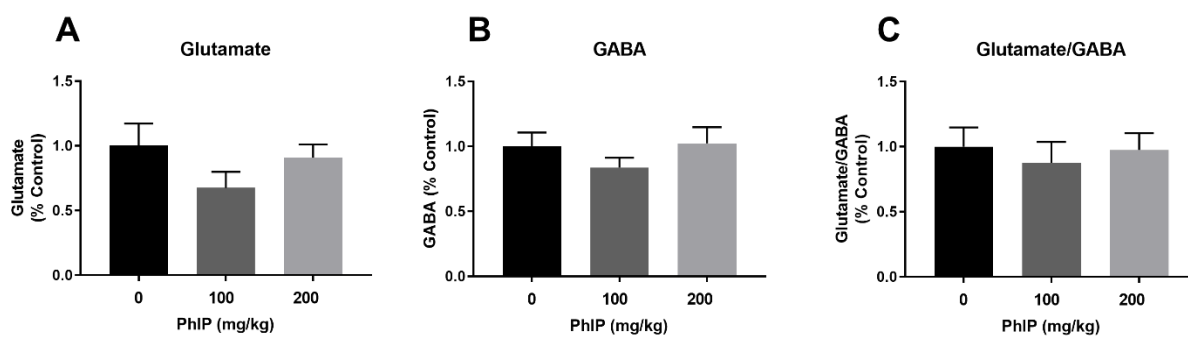 A
Glutamate
Glutamate
(% Control)
1.5
1.0
0.5
0.0
0 100 200
PhIP (mg/kg)
B
GABA
GABA (% Control)
1.5
1.0
0.5
0.0
0 100 200
PhIP (mg/kg)
C
Glutamate/GABA
Glutamate/GABA
(% Control)
1.5
1.0
0.5
0.0
0 100 200
PhIP (mg/kg)